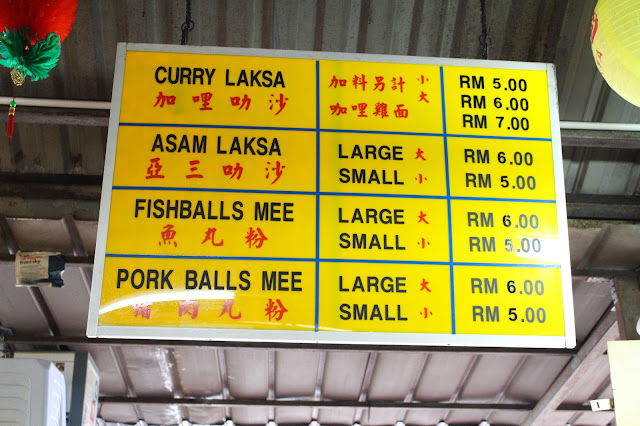 CURRY LAKSA
加哩叻沙
加料另計 小 RM 5.00
大 RM 6.00
咖哩雞面 RM 7.00
ASAM LAKSA
亞三叻沙
LARGE 大 RM 6.00
SMALL 小 RM 5.00
FISHBALLS MEE
魚丸粉
LARGE 大 RM 6.00
SMALL 小 RM 5.00
PORK BALLS MEE
豬肉丸粉
LARGE 大 RM 6.00
SMALL 小 RM 5.00